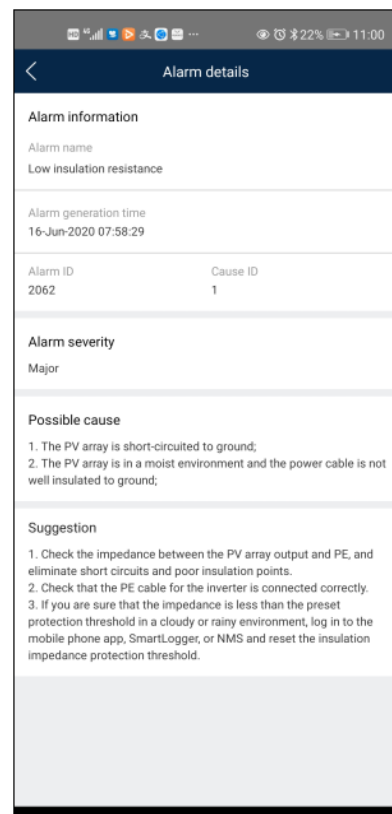 22% 11:00
Alarm details
Alarm information
Alarm name
Low insulation resistance
Alarm generation time
16-Jun-2020 07:58:29
Alarm ID Cause ID
2062 1
Alarm severity
Major
Possible cause
1. The PV array is short-circuited to ground;
2. The PV array is in a moist environment and the power cable is not
well insulated to ground;
Suggestion
1. Check the impedance between the PV array output and PE, and
eliminate short circuits and poor insulation points.
2. Check that the PE cable for the inverter is connected correctly.
3. If you are sure that the impedance is less than the preset
protection threshold in a cloudy or rainy environment, log in to the
mobile phone app, SmartLogger, or NMS and reset the insulation
impedance protection threshold.